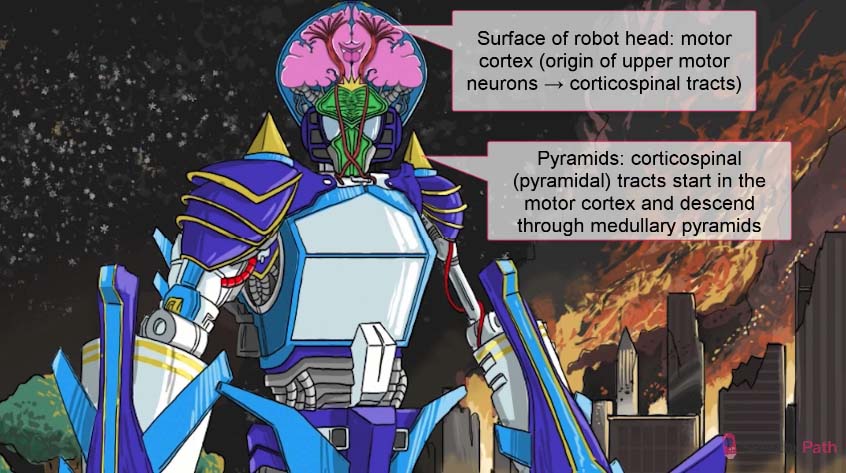 Surface of robot head: motor
cortex (origin of upper motor
neurons → corticospinal tracts)
Pyramids: corticospinal
(pyramidal) tracts start in the
motor cortex and descend
through medullary pyramids
Path